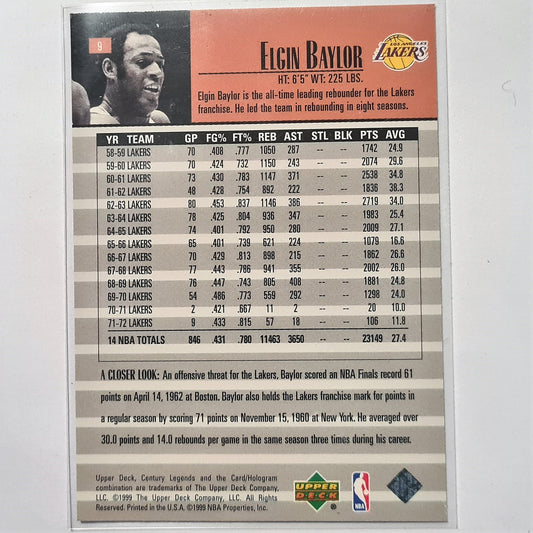 9
ELGIN BAYLOR
HT: 6'5" WT: 225 LBS.
LOS ANGELES
LAKERS
Elgin Baylor is the all-time leading rebounder for the Lakers
franchise. He led the team in rebounding in eight seasons.
YR TEAM GP FG% FT% REB AST STL BLK PTS AVG
58-59 LAKERS 70 .408 .777 1050 287 -- -- 1742 24.9
59-60 LAKERS 70 .424 .732 1150 243 -- -- 2074 29.6
60-61 LAKERS 73 .430 .783 1447 371 -- -- 2538 34.8
61-62 LAKERS 48 .428 .754 892 222 -- -- 1836 38.3
62-63 LAKERS 80 .453 .837 1146 386 -- -- 2719 34.0
63-64 LAKERS 78 .425 .804 936 347 -- -- 1983 25.4
64-65 LAKERS 74 .401 .792 950 280 -- -- 2009 27.1
65-66 LAKERS 65 .401 .739 621 224 -- -- 1079 16.6
66-67 LAKERS 70 .429 .813 898 215 -- -- 1862 26.6
67-68 LAKERS 77 .443 .786 941 355 -- -- 2002 26.0
68-69 LAKERS 76 .447 .743 805 408 -- -- 1881 24.8
69-70 LAKERS 54 .486 .773 559 292 -- -- 1298 24.0
70-71 LAKERS 2 .421 .667 11 2 -- -- 20 10.0
71-72 LAKERS 9 .433 .815 57 18 -- -- 106 11.8
14 NBA TOTALS 846 .431 .780 11463 3650 -- -- 23149 27.4
A CLOSER LOOK: An offensive threat for the Lakers, Baylor scored an NBA Finals record 61
points on April 14, 1962 at Boston. Baylor also holds the Lakers franchise mark for points in
a regular season by scoring 71 points on November 15, 1960 at New York. He averaged over
30.0 points and 14.0 rebounds per game in the same season three times during his career.
Upper Deck, Century Legends and the Card/Hologram
combination are trademarks of The Upper Deck Company,
LLC. ©1999 The Upper Deck Company, LLC. All Rights
Reserved. Printed in the U.S.A. ©1999 NBA Properties, Inc.
UPPER
DECK
®
NBA